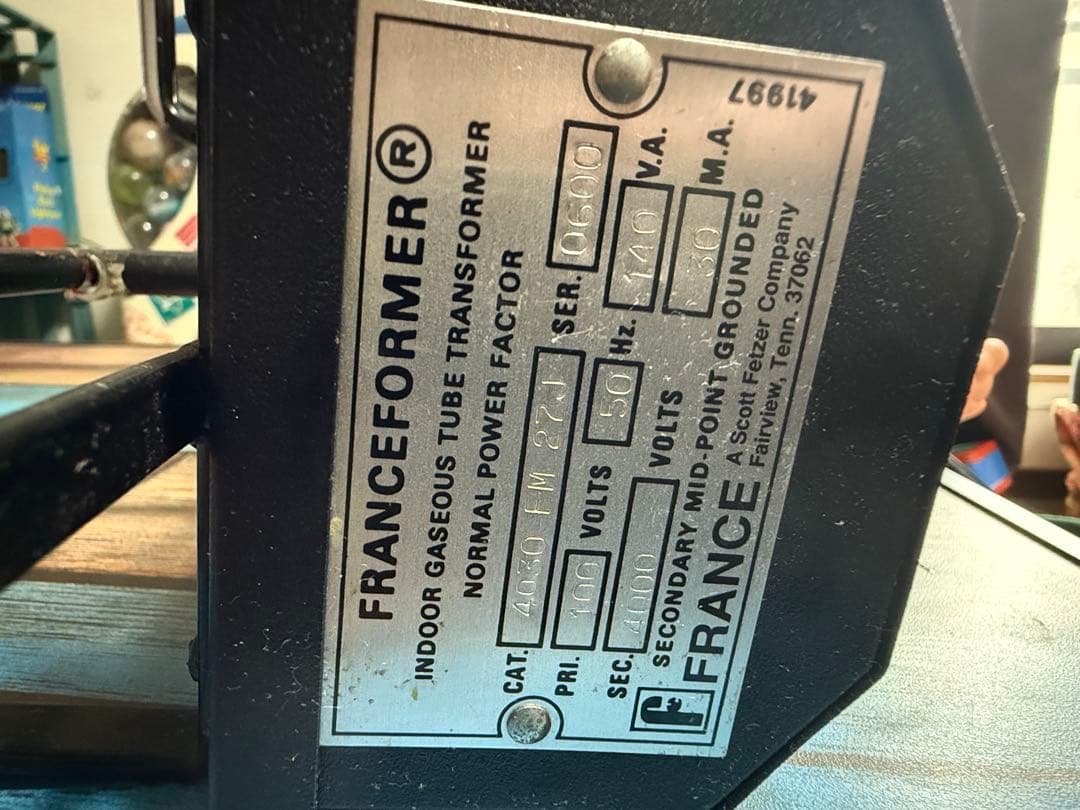 FRANCEFORMER®
INDOOR GASEOUS TUBE TRANSFORMER
NORMAL POWER FACTOR
CAT. 4030 FM 27J SER. 0600
PRI. 100 VOLTS 50 Hz. 140 V.A.
SEC. 4000 VOLTS 30 M.A.
SECONDARY MID-POINT GROUNDED
f FRANCE A Scott Fetzer Company
Fairview, Tenn. 37062
41997